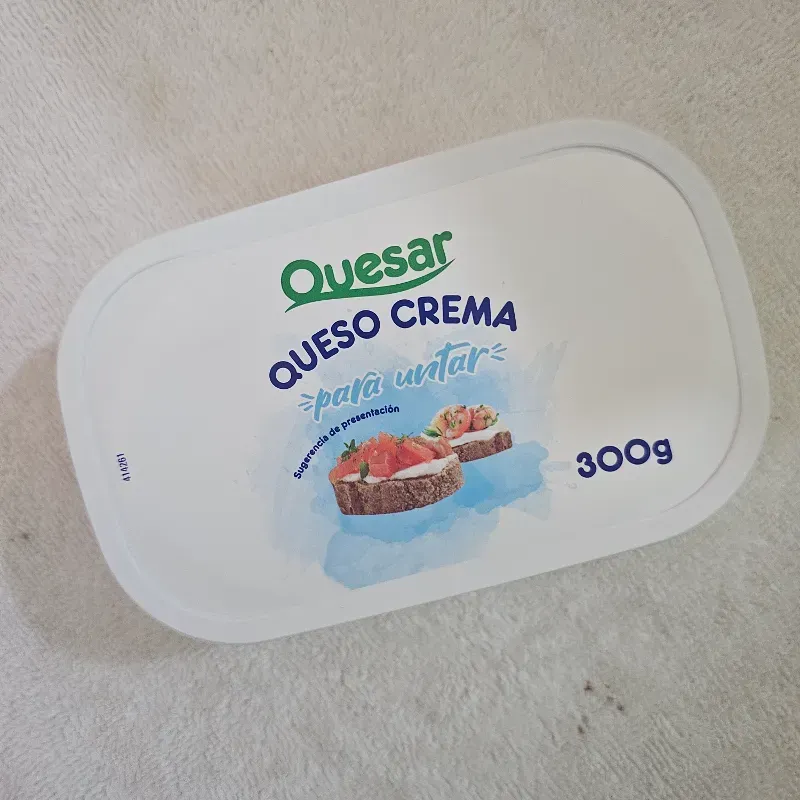 Quesar
QUESO CREMA
para untar
Sugerencia de presentación
300g
414261